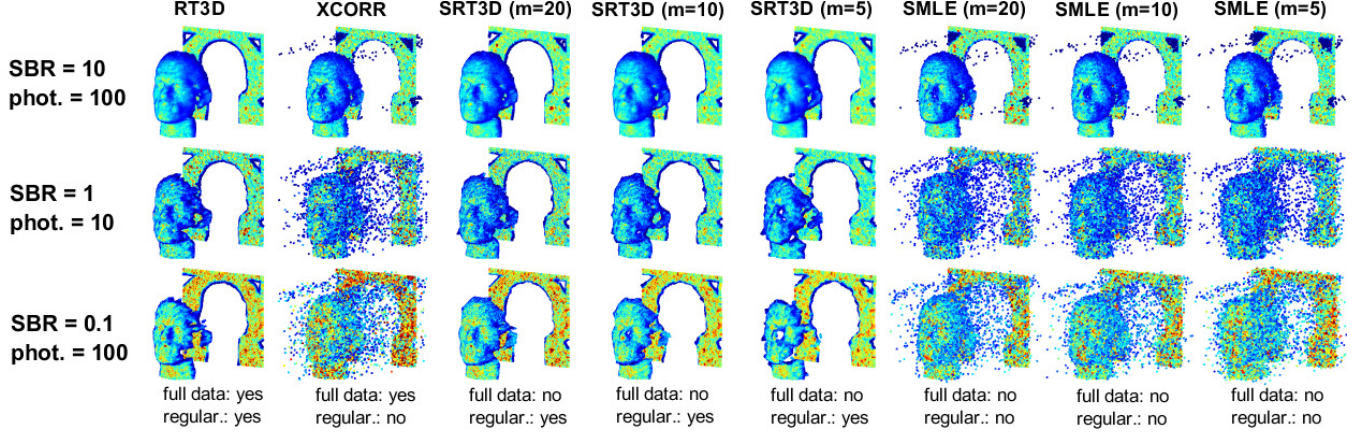 RT3D XCORR SRT3D (m=20) SRT3D (m=10) SRT3D (m=5) SMLE (m=20) SMLE (m=10) SMLE (m=5)
SBR = 10
phot. = 100
SBR = 1
phot. = 10
SBR = 0.1
phot. = 100
full data: yes full data: yes full data: no full data: no full data: no full data: no full data: no full data: no
regular.: yes regular.: no regular.: yes regular.: yes regular.: yes regular.: no regular.: no regular.: no